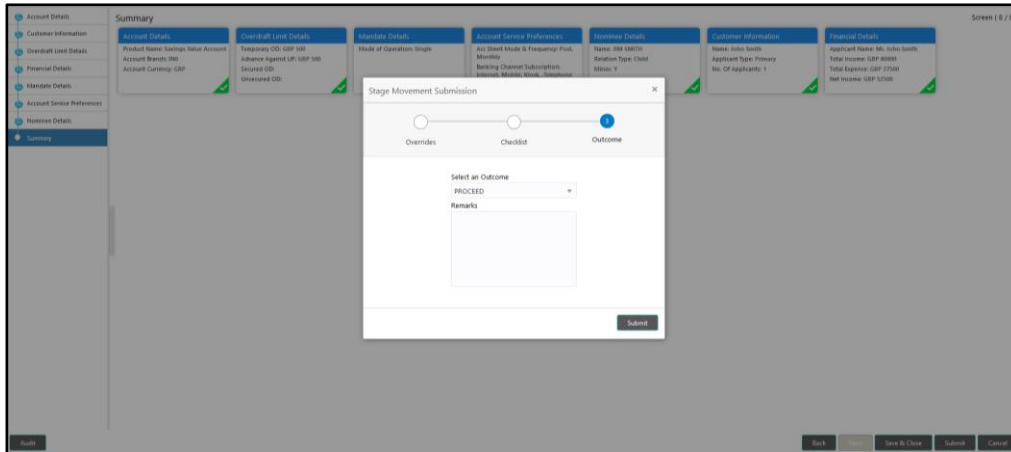 Account Details
Customer Information
Overdraft Limit Details
Financial Details
Mandate Details
Account Service Preferences
Nominee Details
Summary
Summary
Screen ( 8 / 8
Account Details
Product Name: Savings Value Account
Account Branch: 000
Account Currency: GBP
Overdraft Limit Details
Temporary OD: GBP 500
Advance Against UF: GBP 500
Secured OD:
Unsecured OD:
Mandate Details
Mode of Operation: Single
Account Service Preferences
Acc Stmt Mode & Frequency: Post,
Monthly
Banking Channel Subscription:
Internet, Mobile, Kiosk, Telephone
Nominee Details
Name: JIM SMITH
Relation Type: Child
Minor: Y
Customer Information
Name: John Smith
Applicant Type: Primary
No. Of Applicants: 1
Financial Details
Applicant Name: Mr. John Smith
Total Income: GBP 80000
Total Expense: GBP 27500
Net Income: GBP 52500
Stage Movement Submission
×
3
Overrides
Checklist
Outcome
Select an Outcome
PROCEED
Remarks
Submit
Audit
Back
Next
Save & Close
Submit
Cancel